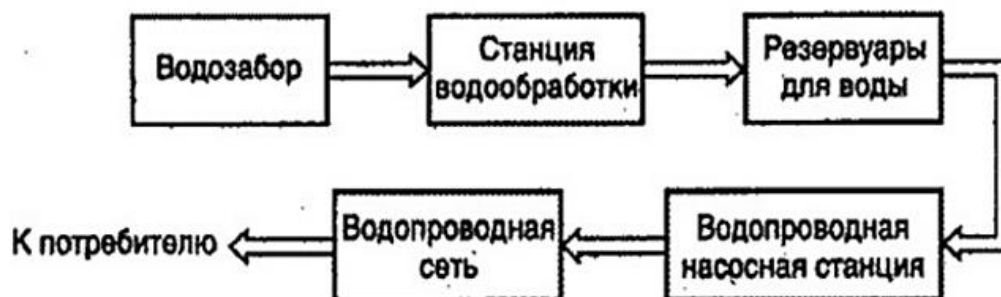 Водозабор
Станция
водообработки
Резервуары
для воды
К потребителю
Водопроводная
сеть
Водопроводная
насосная станция